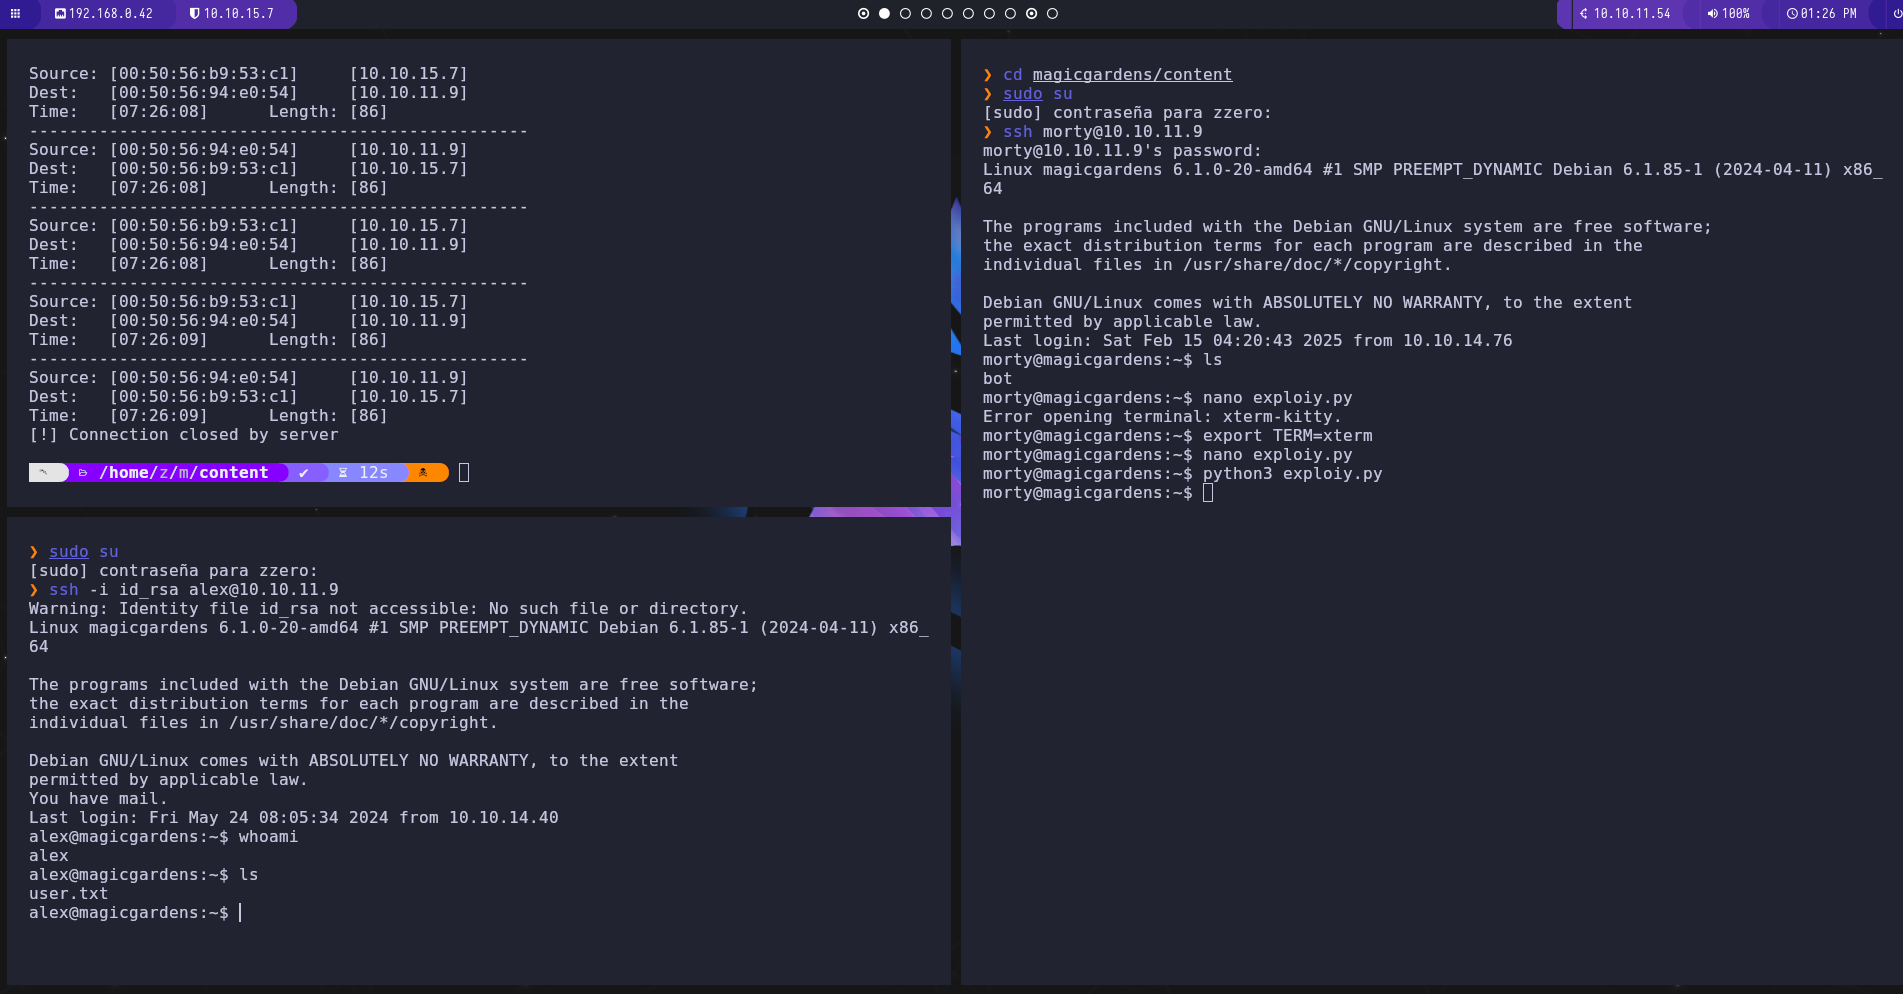 192.168.0.42 10.10.15.7 10.10.11.54 100% 01:26 PM
Source: [00:50:56:b9:53:c1] [10.10.15.7]
Dest: [00:50:56:94:e0:54] [10.10.11.9]
Time: [07:26:08] Length: [86]
--------------------------------------------------
Source: [00:50:56:94:e0:54] [10.10.11.9]
Dest: [00:50:56:b9:53:c1] [10.10.15.7]
Time: [07:26:08] Length: [86]
--------------------------------------------------
Source: [00:50:56:b9:53:c1] [10.10.15.7]
Dest: [00:50:56:94:e0:54] [10.10.11.9]
Time: [07:26:08] Length: [86]
--------------------------------------------------
Source: [00:50:56:b9:53:c1] [10.10.15.7]
Dest: [00:50:56:94:e0:54] [10.10.11.9]
Time: [07:26:09] Length: [86]
--------------------------------------------------
Source: [00:50:56:94:e0:54] [10.10.11.9]
Dest: [00:50:56:b9:53:c1] [10.10.15.7]
Time: [07:26:09] Length: [86]
[!] Connection closed by server
/home/z/m/content ✔ 12s
❯ sudo su
[sudo] contraseña para zzero:
❯ ssh -i id_rsa alex@10.10.11.9
Warning: Identity file id_rsa not accessible: No such file or directory.
Linux magicgardens 6.1.0-20-amd64 #1 SMP PREEMPT_DYNAMIC Debian 6.1.85-1 (2024-04-11) x86_
64
The programs included with the Debian GNU/Linux system are free software;
the exact distribution terms for each program are described in the
individual files in /usr/share/doc/*/copyright.
Debian GNU/Linux comes with ABSOLUTELY NO WARRANTY, to the extent
permitted by applicable law.
You have mail.
Last login: Fri May 24 08:05:34 2024 from 10.10.14.40
alex@magicgardens:~$ whoami
alex
alex@magicgardens:~$ ls
user.txt
alex@magicgardens:~$
❯ cd magicgardens/content
❯ sudo su
[sudo] contraseña para zzero:
❯ ssh morty@10.10.11.9
morty@10.10.11.9's password:
Linux magicgardens 6.1.0-20-amd64 #1 SMP PREEMPT_DYNAMIC Debian 6.1.85-1 (2024-04-11) x86_
64
The programs included with the Debian GNU/Linux system are free software;
the exact distribution terms for each program are described in the
individual files in /usr/share/doc/*/copyright.
Debian GNU/Linux comes with ABSOLUTELY NO WARRANTY, to the extent
permitted by applicable law.
Last login: Sat Feb 15 04:20:43 2025 from 10.10.14.76
morty@magicgardens:~$ ls
bot
morty@magicgardens:~$ nano exploiy.py
Error opening terminal: xterm-kitty.
morty@magicgardens:~$ export TERM=xterm
morty@magicgardens:~$ nano exploiy.py
morty@magicgardens:~$ python3 exploiy.py
morty@magicgardens:~$